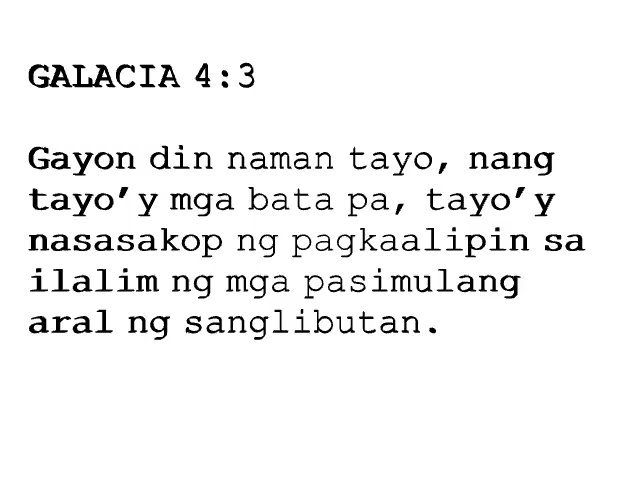 GALACIA 4:3
Gayon din naman tayo, nang
tayo’y mga bata pa, tayo’y
nasasakop ng pagkaalipin sa
ilalim ng mga pasimulang
aral ng sanglibutan.